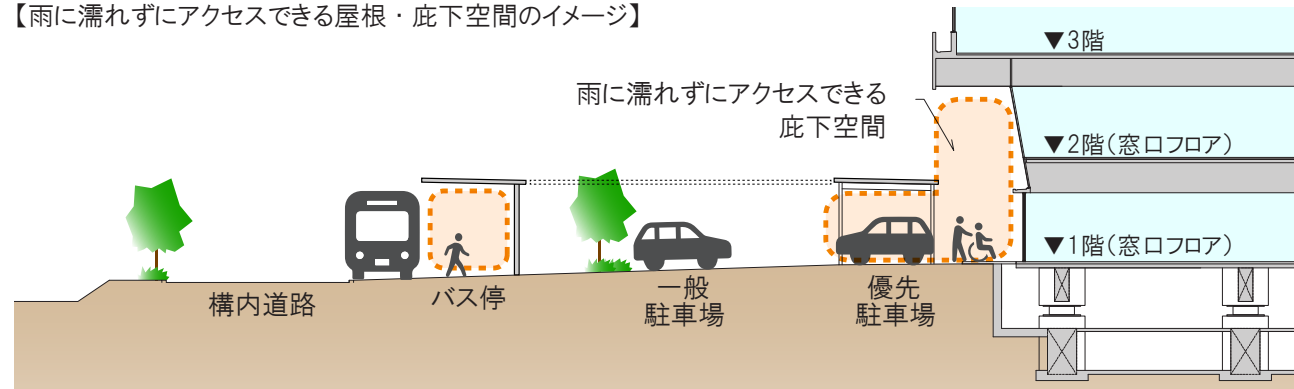 【雨に濡れずにアクセスできる屋根・庇下空間のイメージ】
▼3階
雨に濡れずにアクセスできる
庇下空間
▼2階(窓口フロア)
▼1階(窓口フロア)
構内道路
バス停
一般
駐車場
優先
駐車場